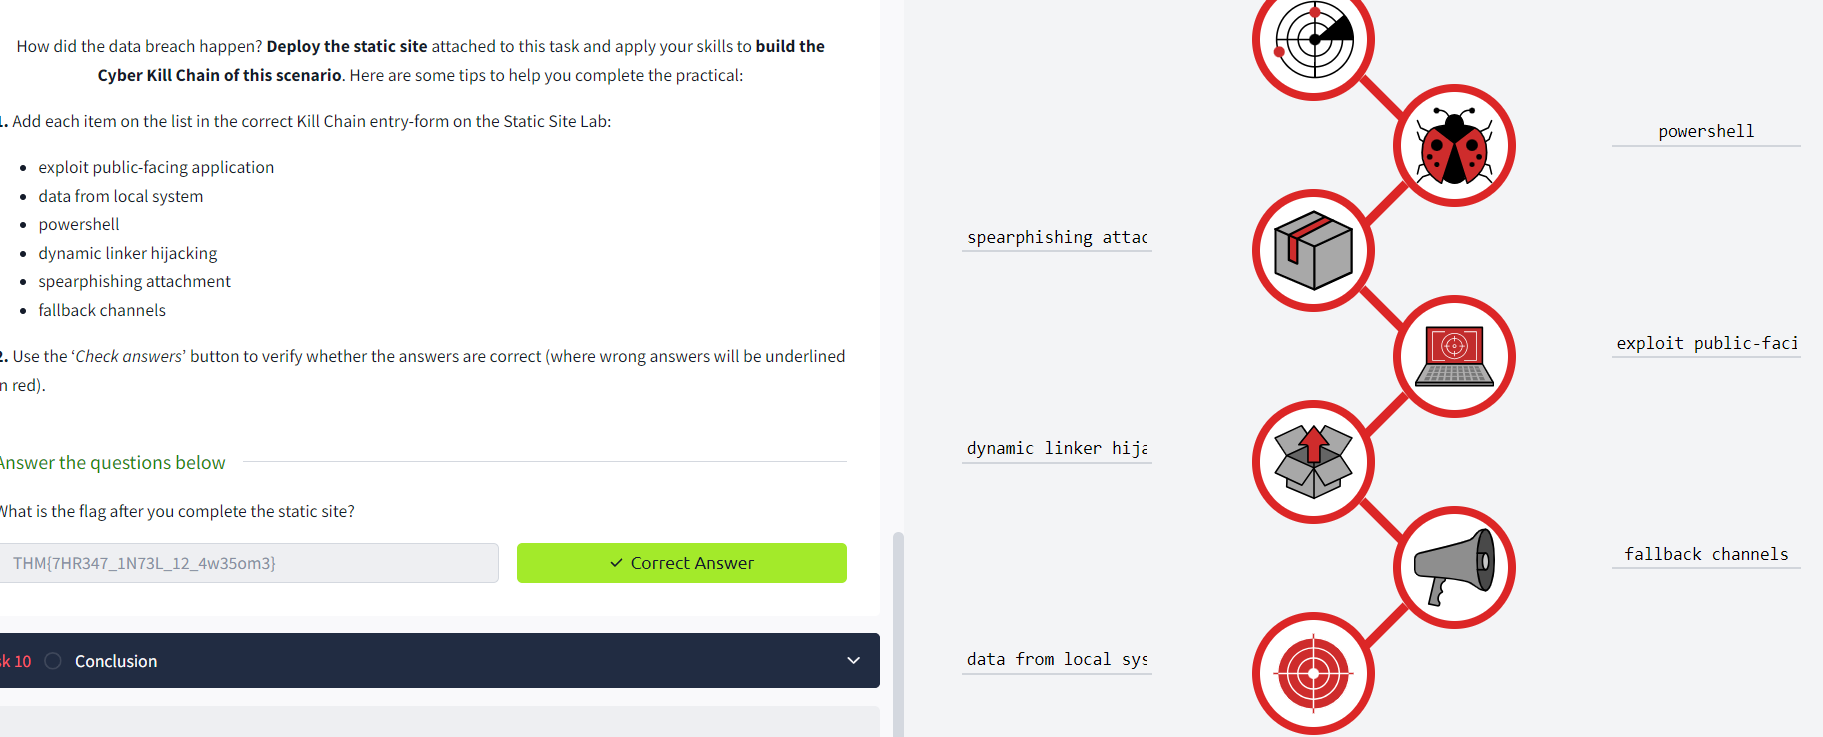 How did the data breach happen? Deploy the static site attached to this task and apply your skills to build the
Cyber Kill Chain of this scenario. Here are some tips to help you complete the practical:
. Add each item on the list in the correct Kill Chain entry-form on the Static Site Lab:
exploit public-facing application
data from local system
powershell
dynamic linker hijacking
spearphishing attachment
fallback channels
2. Use the ‘Check answers’ button to verify whether the answers are correct (where wrong answers will be underlined
n red).
Answer the questions below
What is the flag after you complete the static site?
THM{7HR347_1N73L_12_4w35om3}
✓ Correct Answer
sk 10 Conclusion
powershell
spearphishing attac
exploit public-faci
dynamic linker hija
fallback channels
data from local sys